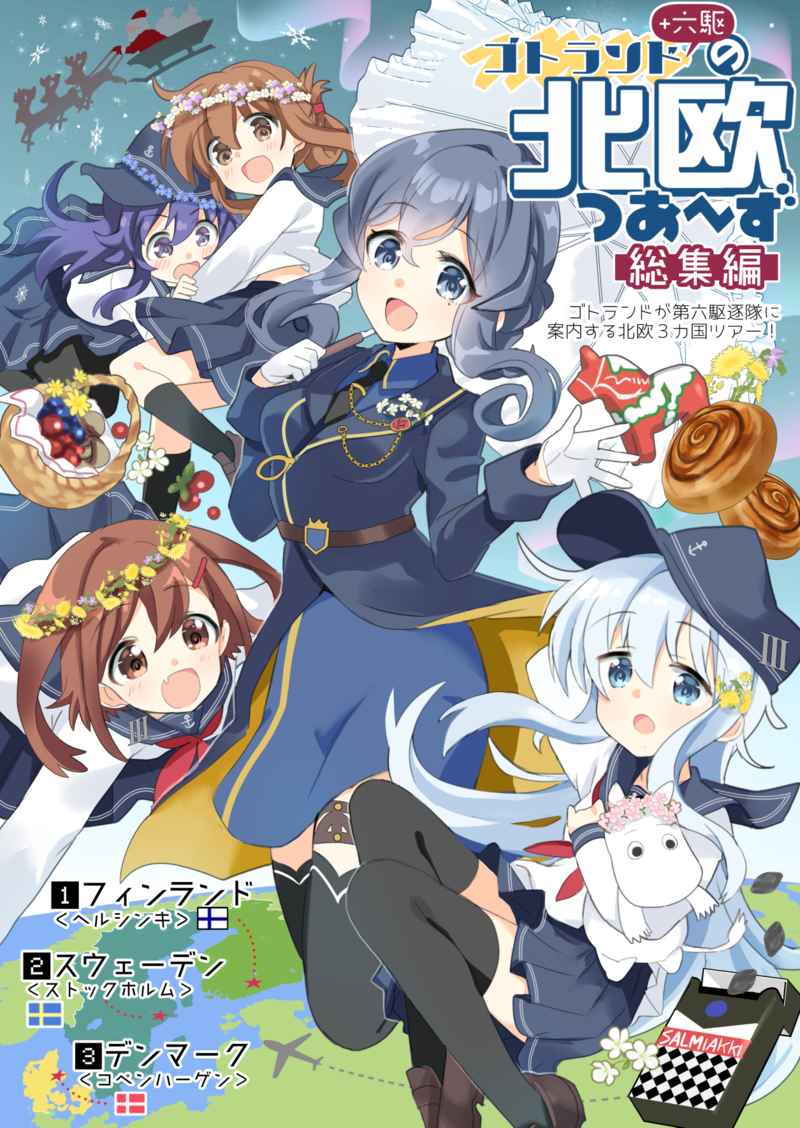 +六駆
ゴトランドの
北欧
つあ～ず
総集編
ゴトランドが第六駆逐隊に
案内する北欧3カ国ツアー！
III
III
1 フィンランド
<ヘルシンキ>
2 スウェーデン
<ストックホルム>
3 デンマーク
<コペンハーゲン>
SALMIAKKI